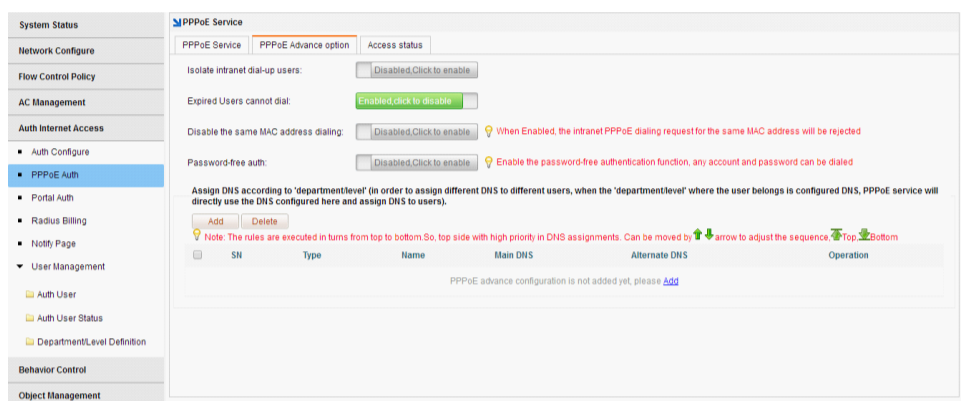 System Status
Network Configure
Flow Control Policy
AC Management
Auth Internet Access
Auth Configure
PPPoE Auth
Portal Auth
Radius Billing
Notify Page
User Management
Auth User
Auth User Status
Department/Level Definition
Behavior Control
Object Management
PPPoE Service
PPPoE Service PPPoE Advance option Access status
Isolate intranet dial-up users: Disabled,Click to enable
Expired Users cannot dial: Enabled,click to disable
Disable the same MAC address dialing: Disabled,Click to enable When Enabled, the intranet PPPoE dialing request for the same MAC address will be rejected
Password-free auth: Disabled,Click to enable Enable the password-free authentication function, any account and password can be dialed
Assign DNS according to 'department/level' (in order to assign different DNS to different users, when the 'department/level' where the user belongs is configured DNS, PPPoE service will
directly use the DNS configured here and assign DNS to users).
Add Delete
Note: The rules are executed in turns from top to bottom.So, top side with high priority in DNS assignments. Can be moved by arrow to adjust the sequence, Top, Bottom
SN Type Name Main DNS Alternate DNS Operation
PPPoE advance configuration is not added yet, please Add